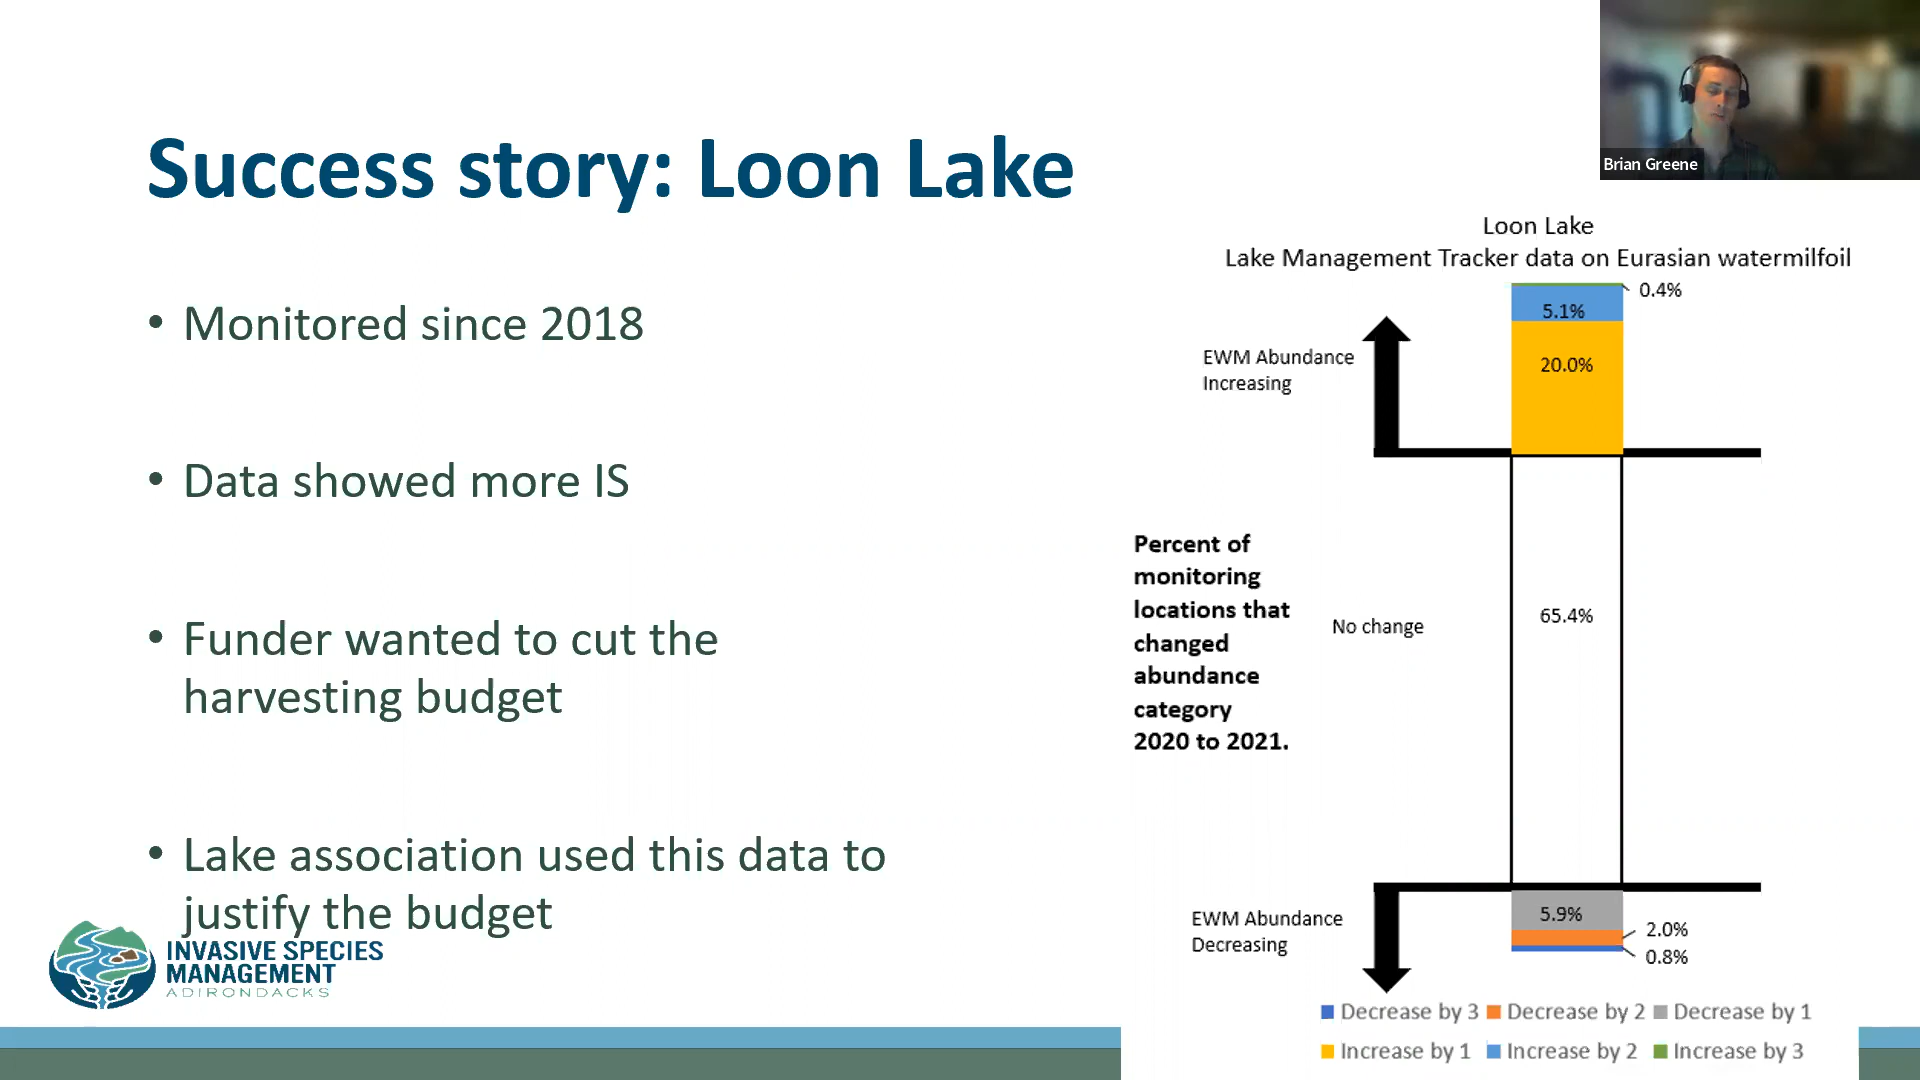 Brian Greene
Success story: Loon Lake
• Monitored since 2018
• Data showed more IS
• Funder wanted to cut the
harvesting budget
• Lake association used this data to
justify the budget
INVASIVE SPECIES
MANAGEMENT
ADIRONDACKS
Loon Lake
Lake Management Tracker data on Eurasian watermilfoil
0.4%
5.1%
EWM Abundance
Increasing
20.0%
Percent of
monitoring
locations that
changed
abundance
category
2020 to 2021.
No change
65.4%
EWM Abundance
Decreasing
5.9%
2.0%
0.8%
Decrease by 3 Decrease by 2 Decrease by 1
Increase by 1 Increase by 2 Increase by 3